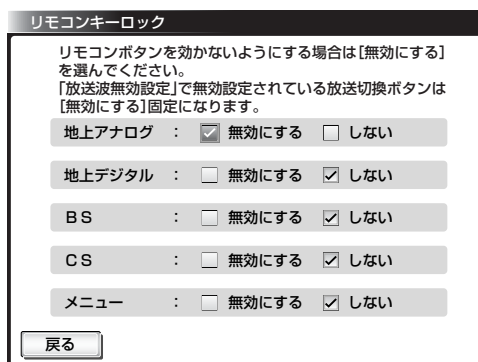 リモコンキーロック
リモコンボタンを効かないようにする場合は[無効にする]
を選んでください。
「放送波無効設定」で無効設定されている放送切換ボタンは
[無効にする]固定になります。
地上アナログ : 無効にする しない
地上デジタル : 無効にする しない
BS : 無効にする しない
CS : 無効にする しない
メニュー : 無効にする しない
戻る